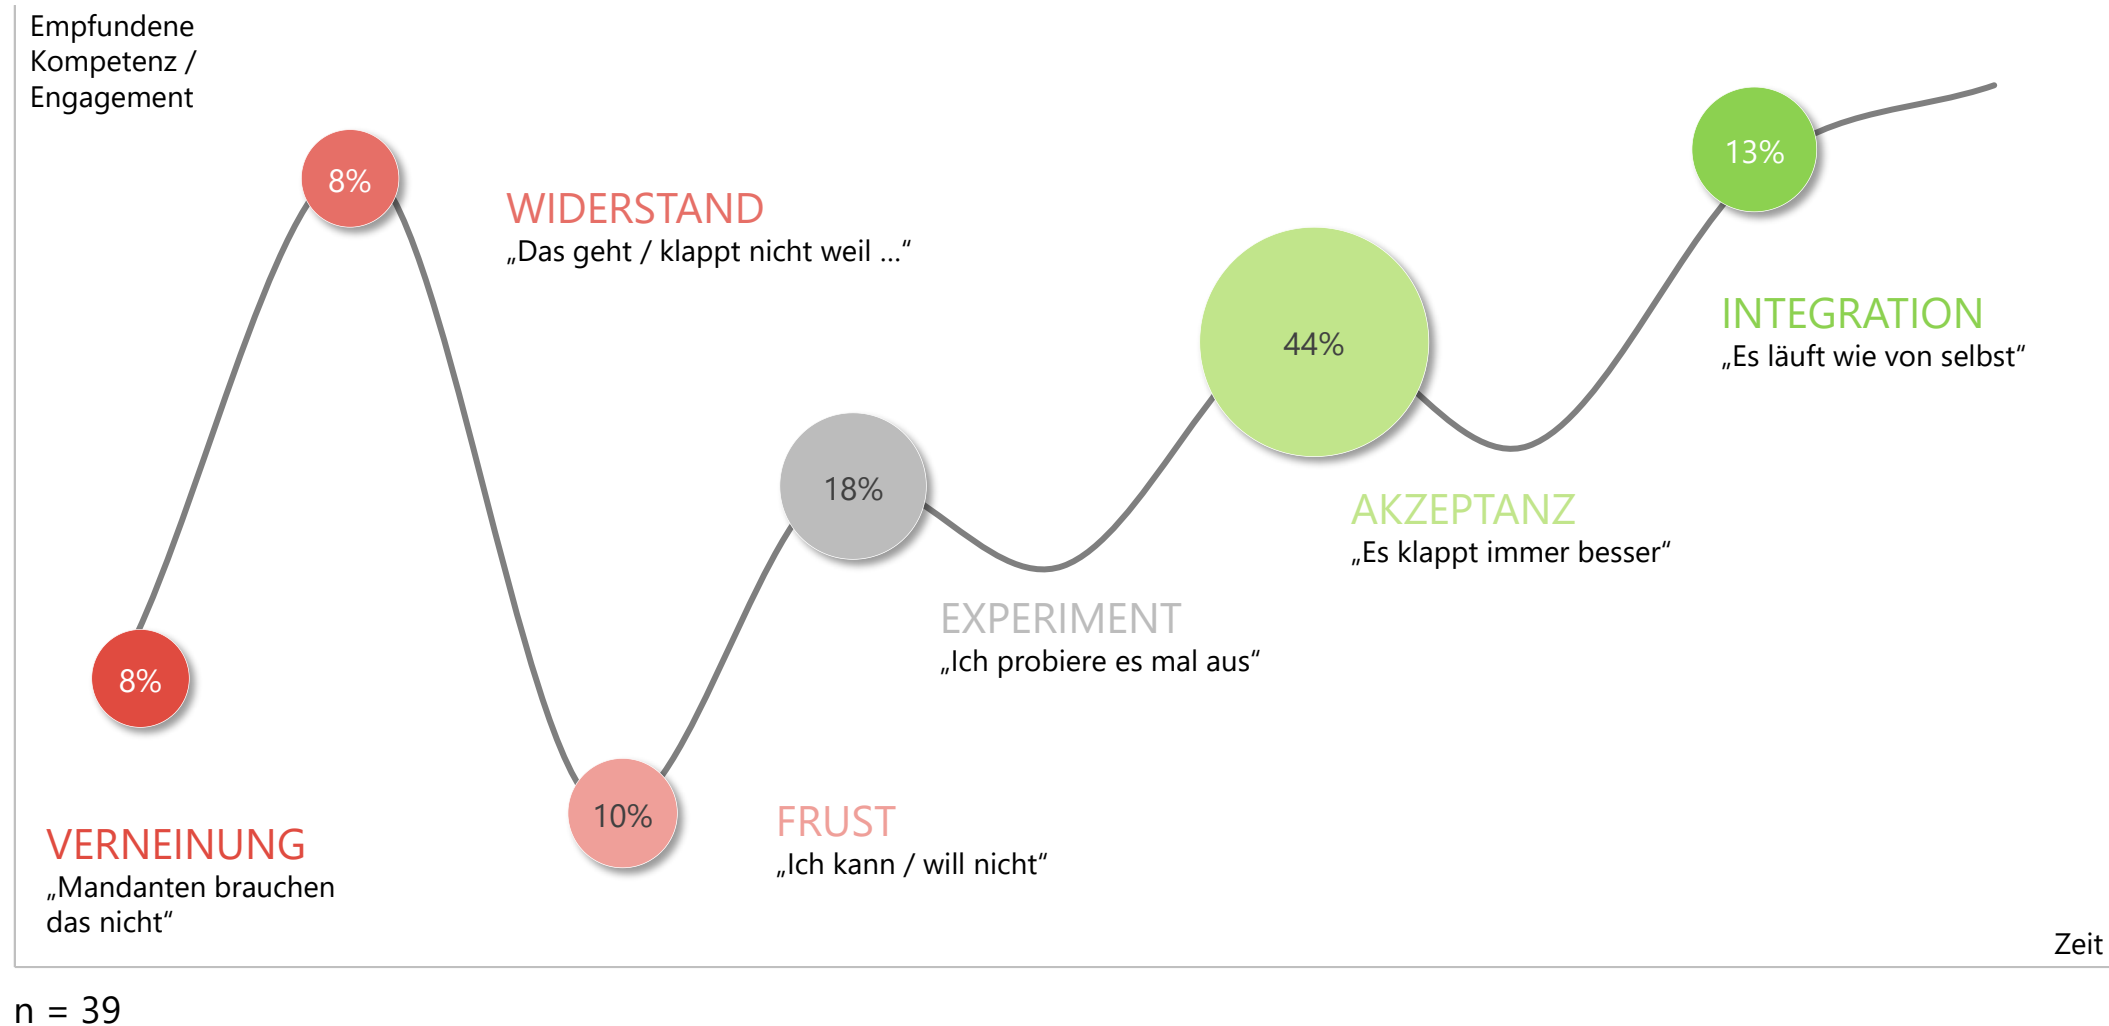 Empfundene
Kompetenz /
Engagement
8%
WIDERSTAND
„Das geht / klappt nicht weil ...“
13%
INTEGRATION
„Es läuft wie von selbst“
44%
AKZEPTANZ
„Es klappt immer besser“
18%
EXPERIMENT
„Ich probiere es mal aus“
8%
VERNEINUNG
„Mandanten brauchen
das nicht“
10%
FRUST
„Ich kann / will nicht“
Zeit
n = 39